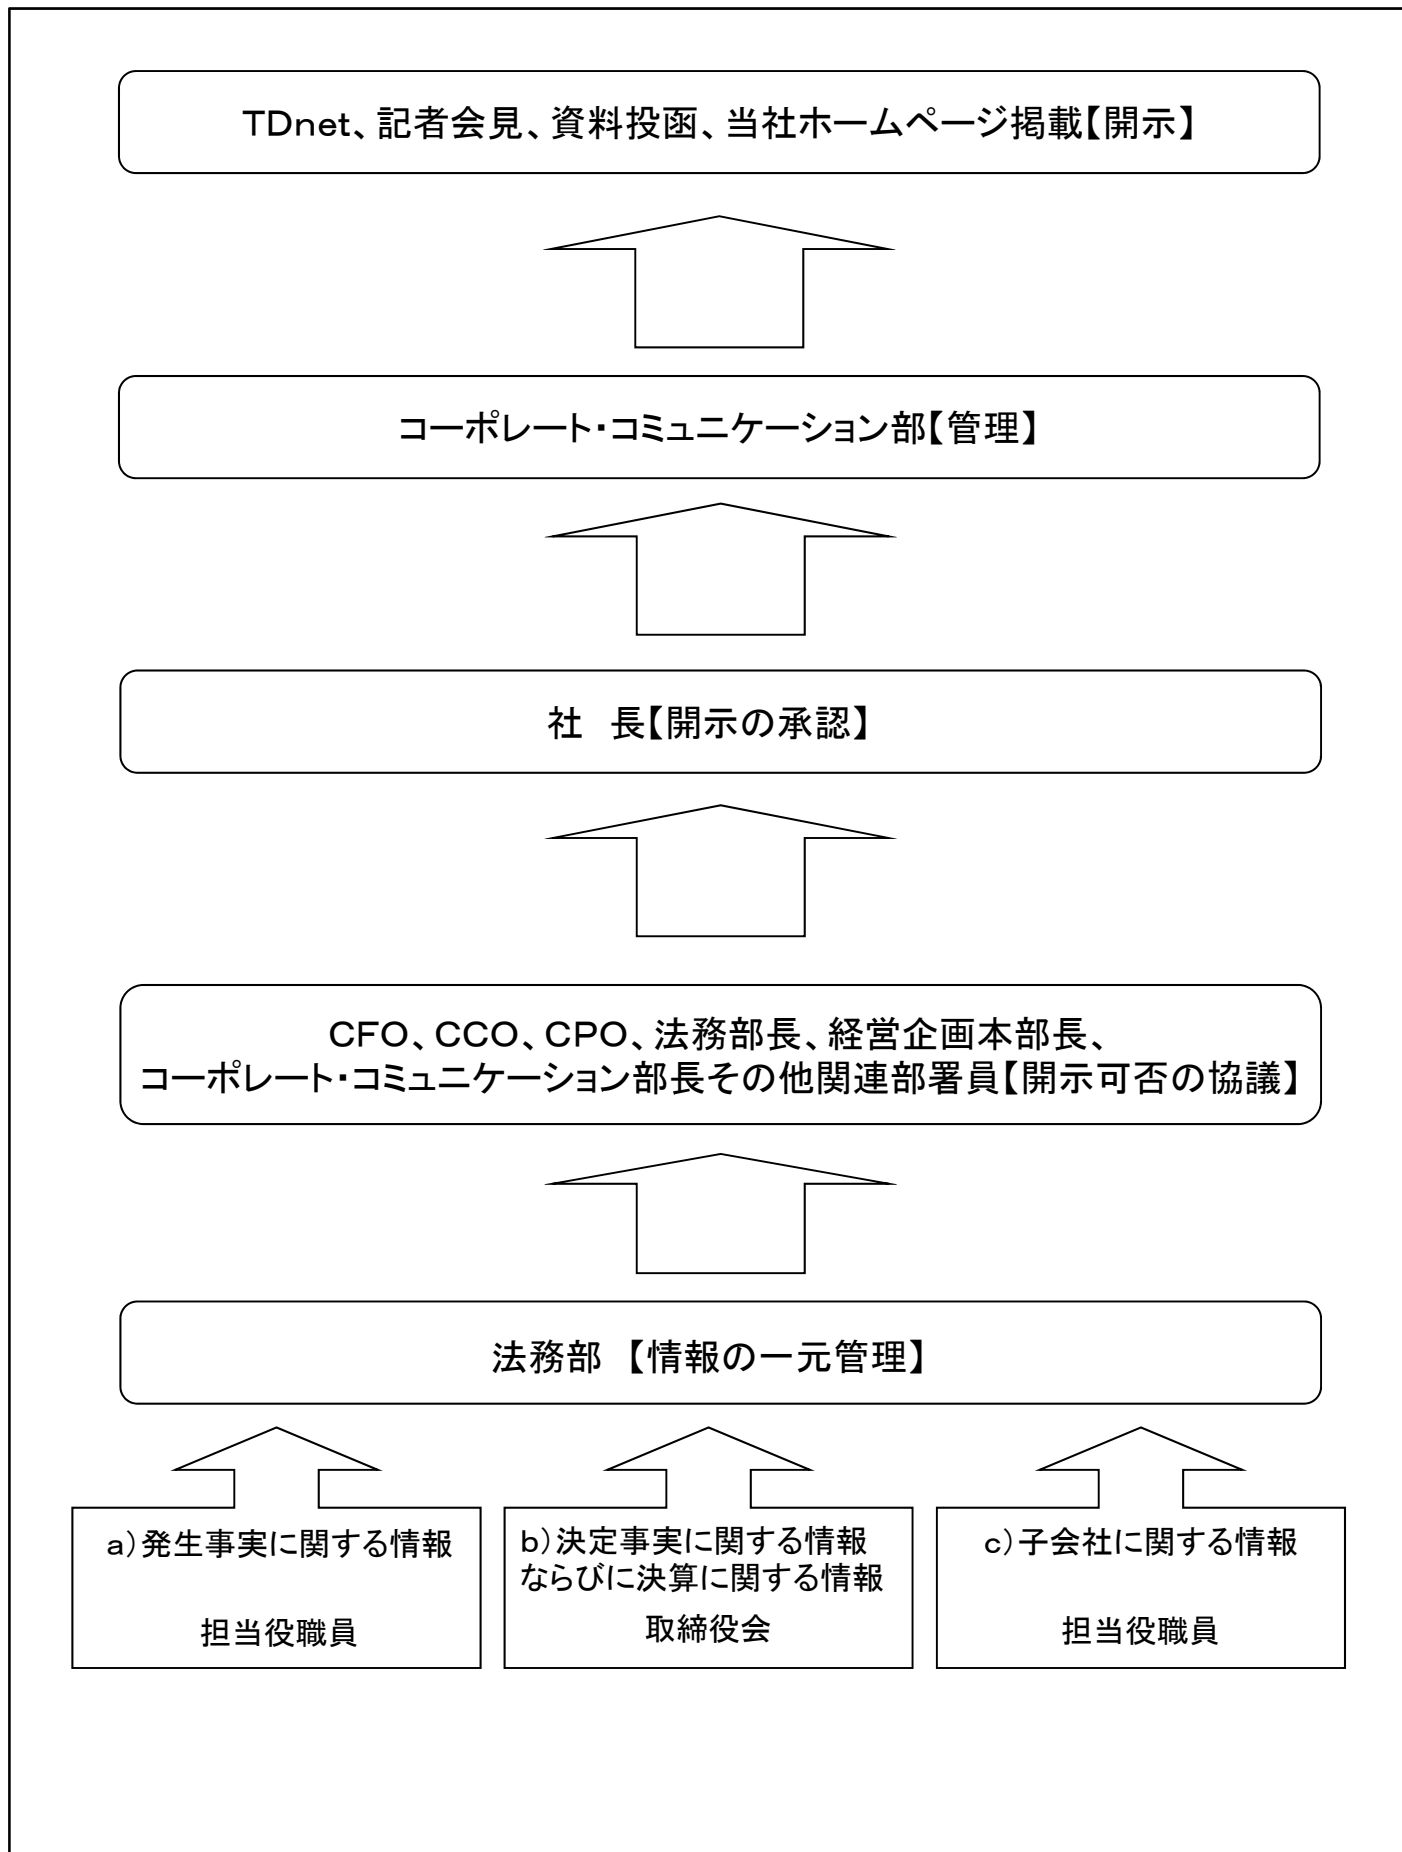 TDnet、記者会見、資料投函、当社ホームページ掲載【開示】
コーポレート・コミュニケーション部【管理】
社　長【開示の承認】
CFO、CCO、CPO、法務部長、経営企画本部長、
コーポレート・コミュニケーション部長その他関連部署員【開示可否の協議】
法務部 【情報の一元管理】
a）発生事実に関する情報
担当役職員
b）決定事実に関する情報
ならびに決算に関する情報
取締役会
c）子会社に関する情報
担当役職員